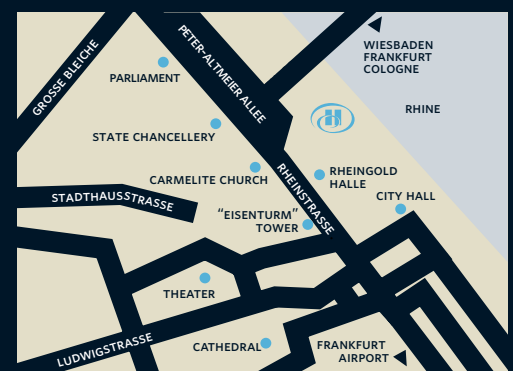 GROSSE BLEICHE
PETER-ALTMEIER ALLEE
WIESBADEN
FRANKFURT
COLOGNE
PARLIAMENT
RHINE
H
STATE CHANCELLERY
CARMELITE CHURCH
RHEINSTRASSE
RHEINGOLD
HALLE
CITY HALL
STADTHAUSSTRASSE
“EISENTURM”
TOWER
THEATER
LUDWIGSTRASSE
CATHEDRAL
FRANKFURT
AIRPORT